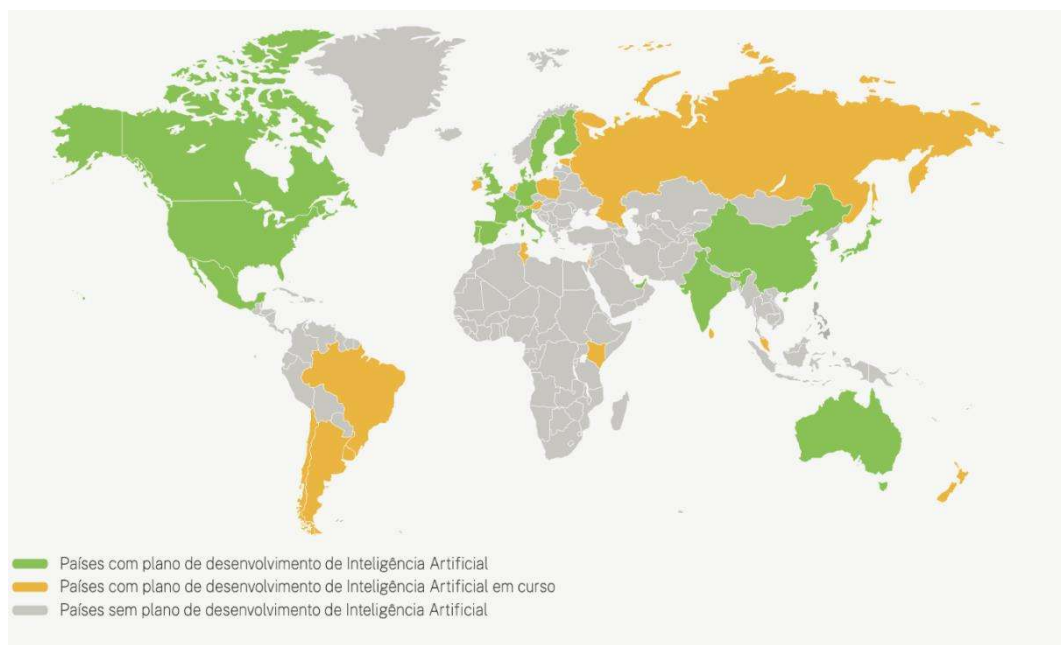 Países com plano de desenvolvimento de Inteligência Artificial
Países com plano de desenvolvimento de Inteligência Artificial em curso
Países sem plano de desenvolvimento de Inteligência Artificial